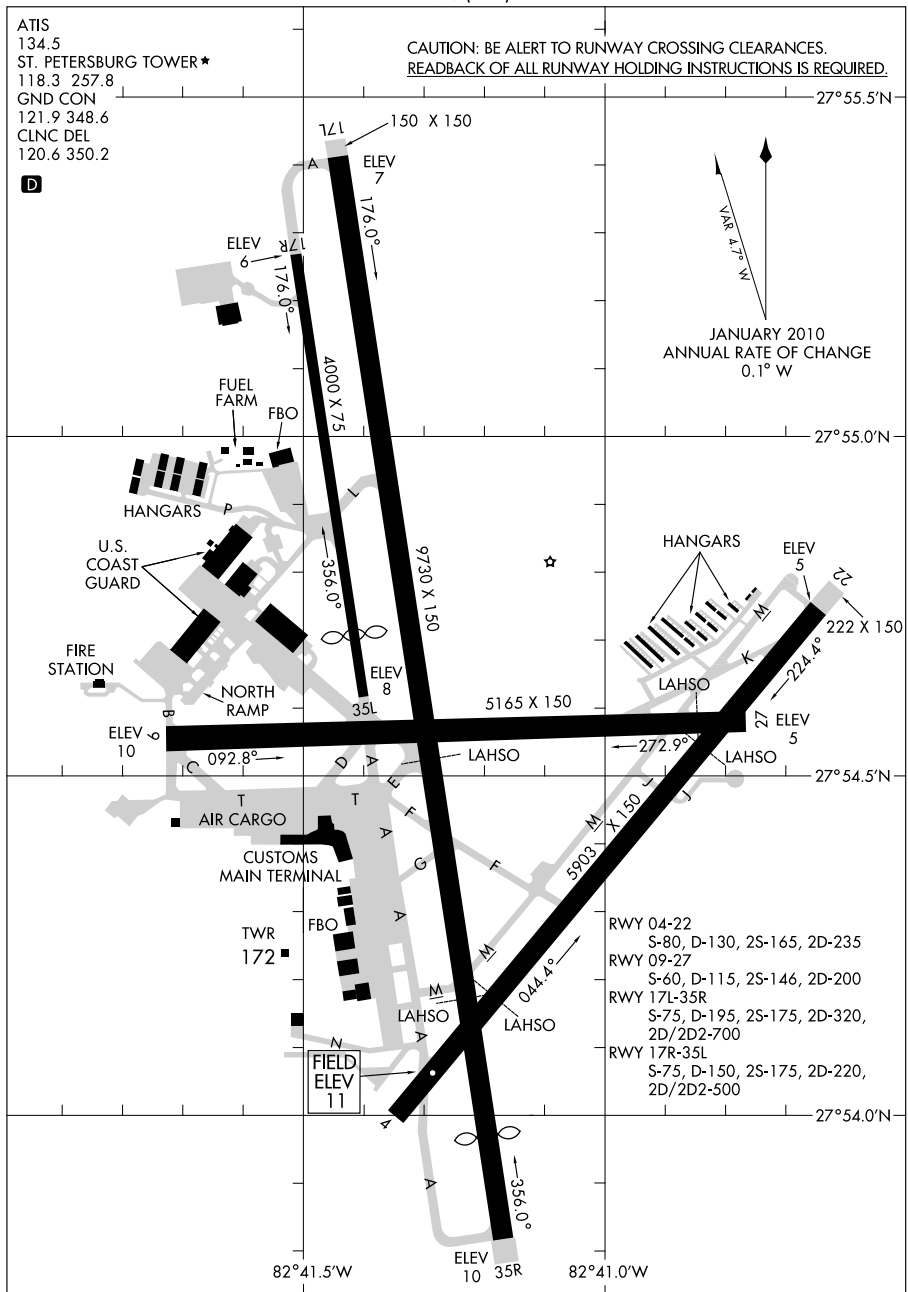 ATIS
134.5
ST. PETERSBURG TOWER★
118.3 257.8
GND CON
121.9 348.6
CLNC DEL
120.6 350.2
D
CAUTION: BE ALERT TO RUNWAY CROSSING CLEARANCES.
READBACK OF ALL RUNWAY HOLDING INSTRUCTIONS IS REQUIRED.
27°55.5'N
17L
150 X 150
A
ELEV
7
176.0°
VAR 4.7° W
JANUARY 2010
ANNUAL RATE OF CHANGE
0.1° W
ELEV
6
17R
176.0°
4000 X 75
FUEL
FARM
FBO
27°55.0'N
HANGARS
P
L
U.S.
COAST
GUARD
356.0°
9730 X 150
HANGARS
ELEV
5
22
222 X 150
M
K
224.4°
FIRE
STATION
NORTH
RAMP
ELEV
8
35L
LAHSO
5165 X 150
B
ELEV
10
9
092.8°
272.9°
27
ELEV
5
LAHSO
LAHSO
27°54.5'N
C
D
A
E
F
T
T
AIR CARGO
J
J
M
5903 X 150
CUSTOMS
MAIN TERMINAL
A
G
F
FBO
A
TWR
172
M
M
044.4°
LAHSO
LAHSO
RWY 04-22
S-80, D-130, 2S-165, 2D-235
RWY 09-27
S-60, D-115, 2S-146, 2D-200
RWY 17L-35R
S-75, D-195, 2S-175, 2D-320,
2D/2D2-700
RWY 17R-35L
S-75, D-150, 2S-175, 2D-220,
2D/2D2-500
Z
A
FIELD
ELEV
11
4
27°54.0'N
A
356.0°
ELEV
10
35R
82°41.5'W
82°41.0'W